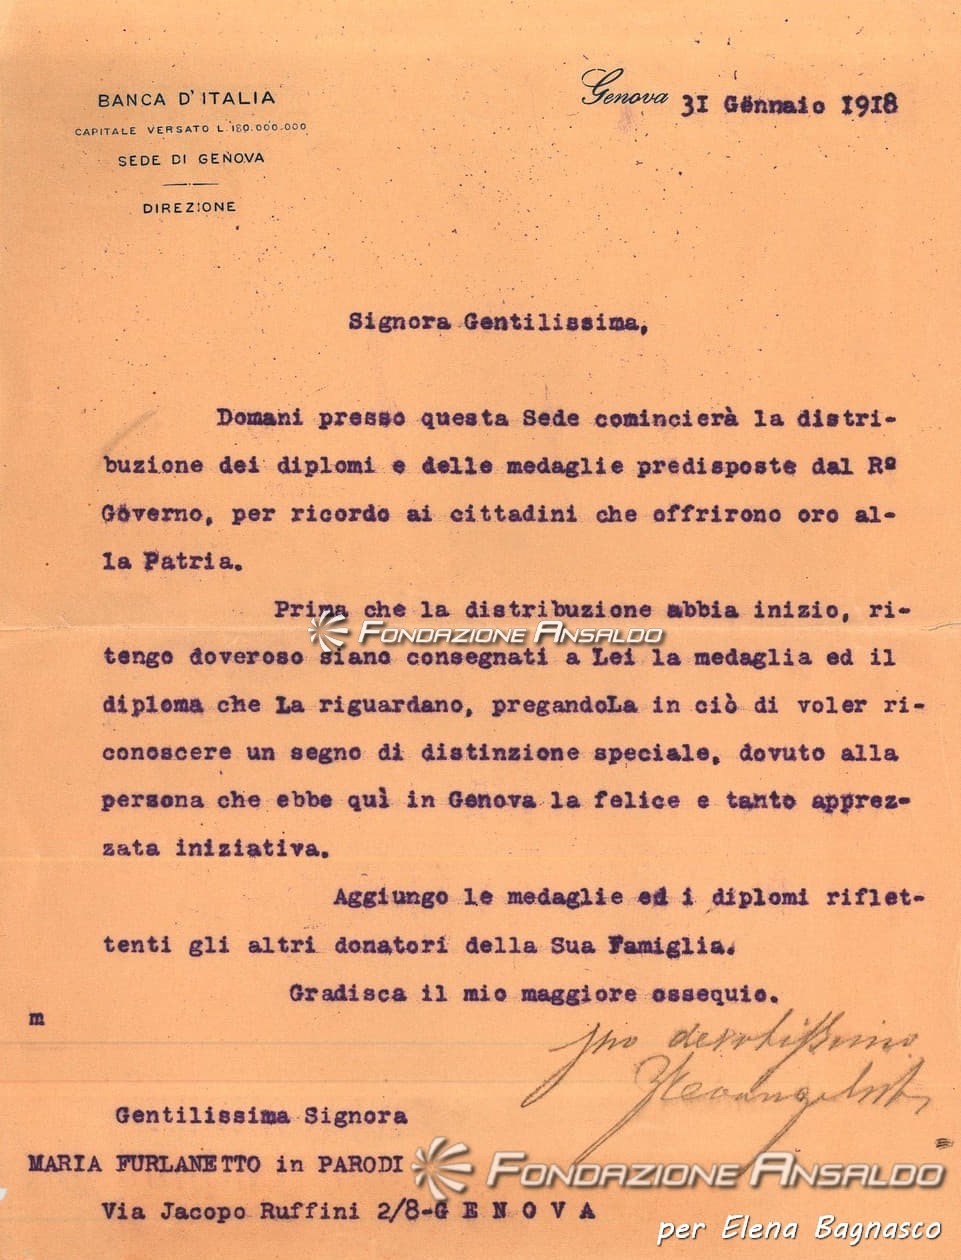 BANCA D'ITALIA
CAPITALE VERSATO L. 180.000.000
SEDE DI GENOVA
DIREZIONE
Genova 31 Gennaio 1918
Signora Gentilissima,
Domani presso questa Sede comincierà la distri-
buzione dei diplomi e delle medaglie predisposte dal Rº
Governo, per ricordo ai cittadini che offrirono oro al-
la Patria.
Prima che la distribuzione abbia inizio, ri-
FONDAZIONE ANSALDO
tengo doveroso siano consegnati a Lei la medaglia ed il
diploma che La riguardano, pregandoLa in ciò di voler ri-
conoscere un segno di distinzione speciale, dovuto alla
persona che ebbe quì in Genova la felice e tanto apprez-
zata iniziativa.
Aggiungo le medaglie ed i diplomi riflet-
tenti gli altri donatori della Sua Famiglia.
Gradisca il mio maggiore ossequio.
m
devotissimo
Gentilissima Signora
MARIA FURLANETTO in PARODI
FONDAZIONE ANSALDO
Via Jacopo Ruffini 2/8-G E N O V A
per Elena Bagnasco